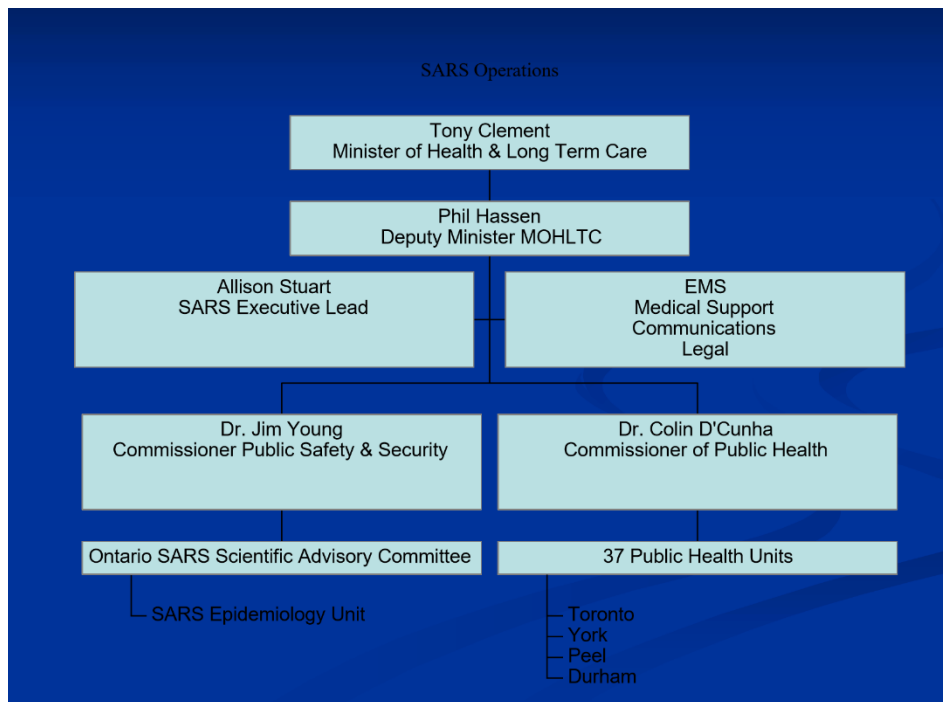 SARS Operations
Tony Clement
Minister of Health & Long Term Care
Phil Hassen
Deputy Minister MOHLTC
Allison Stuart
SARS Executive Lead
EMS
Medical Support
Communications
Legal
Dr. Jim Young
Commissioner Public Safety & Security
Dr. Colin D'Cunha
Commissioner of Public Health
Ontario SARS Scientific Advisory Committee
SARS Epidemiology Unit
37 Public Health Units
Toronto
York
Peel
Durham